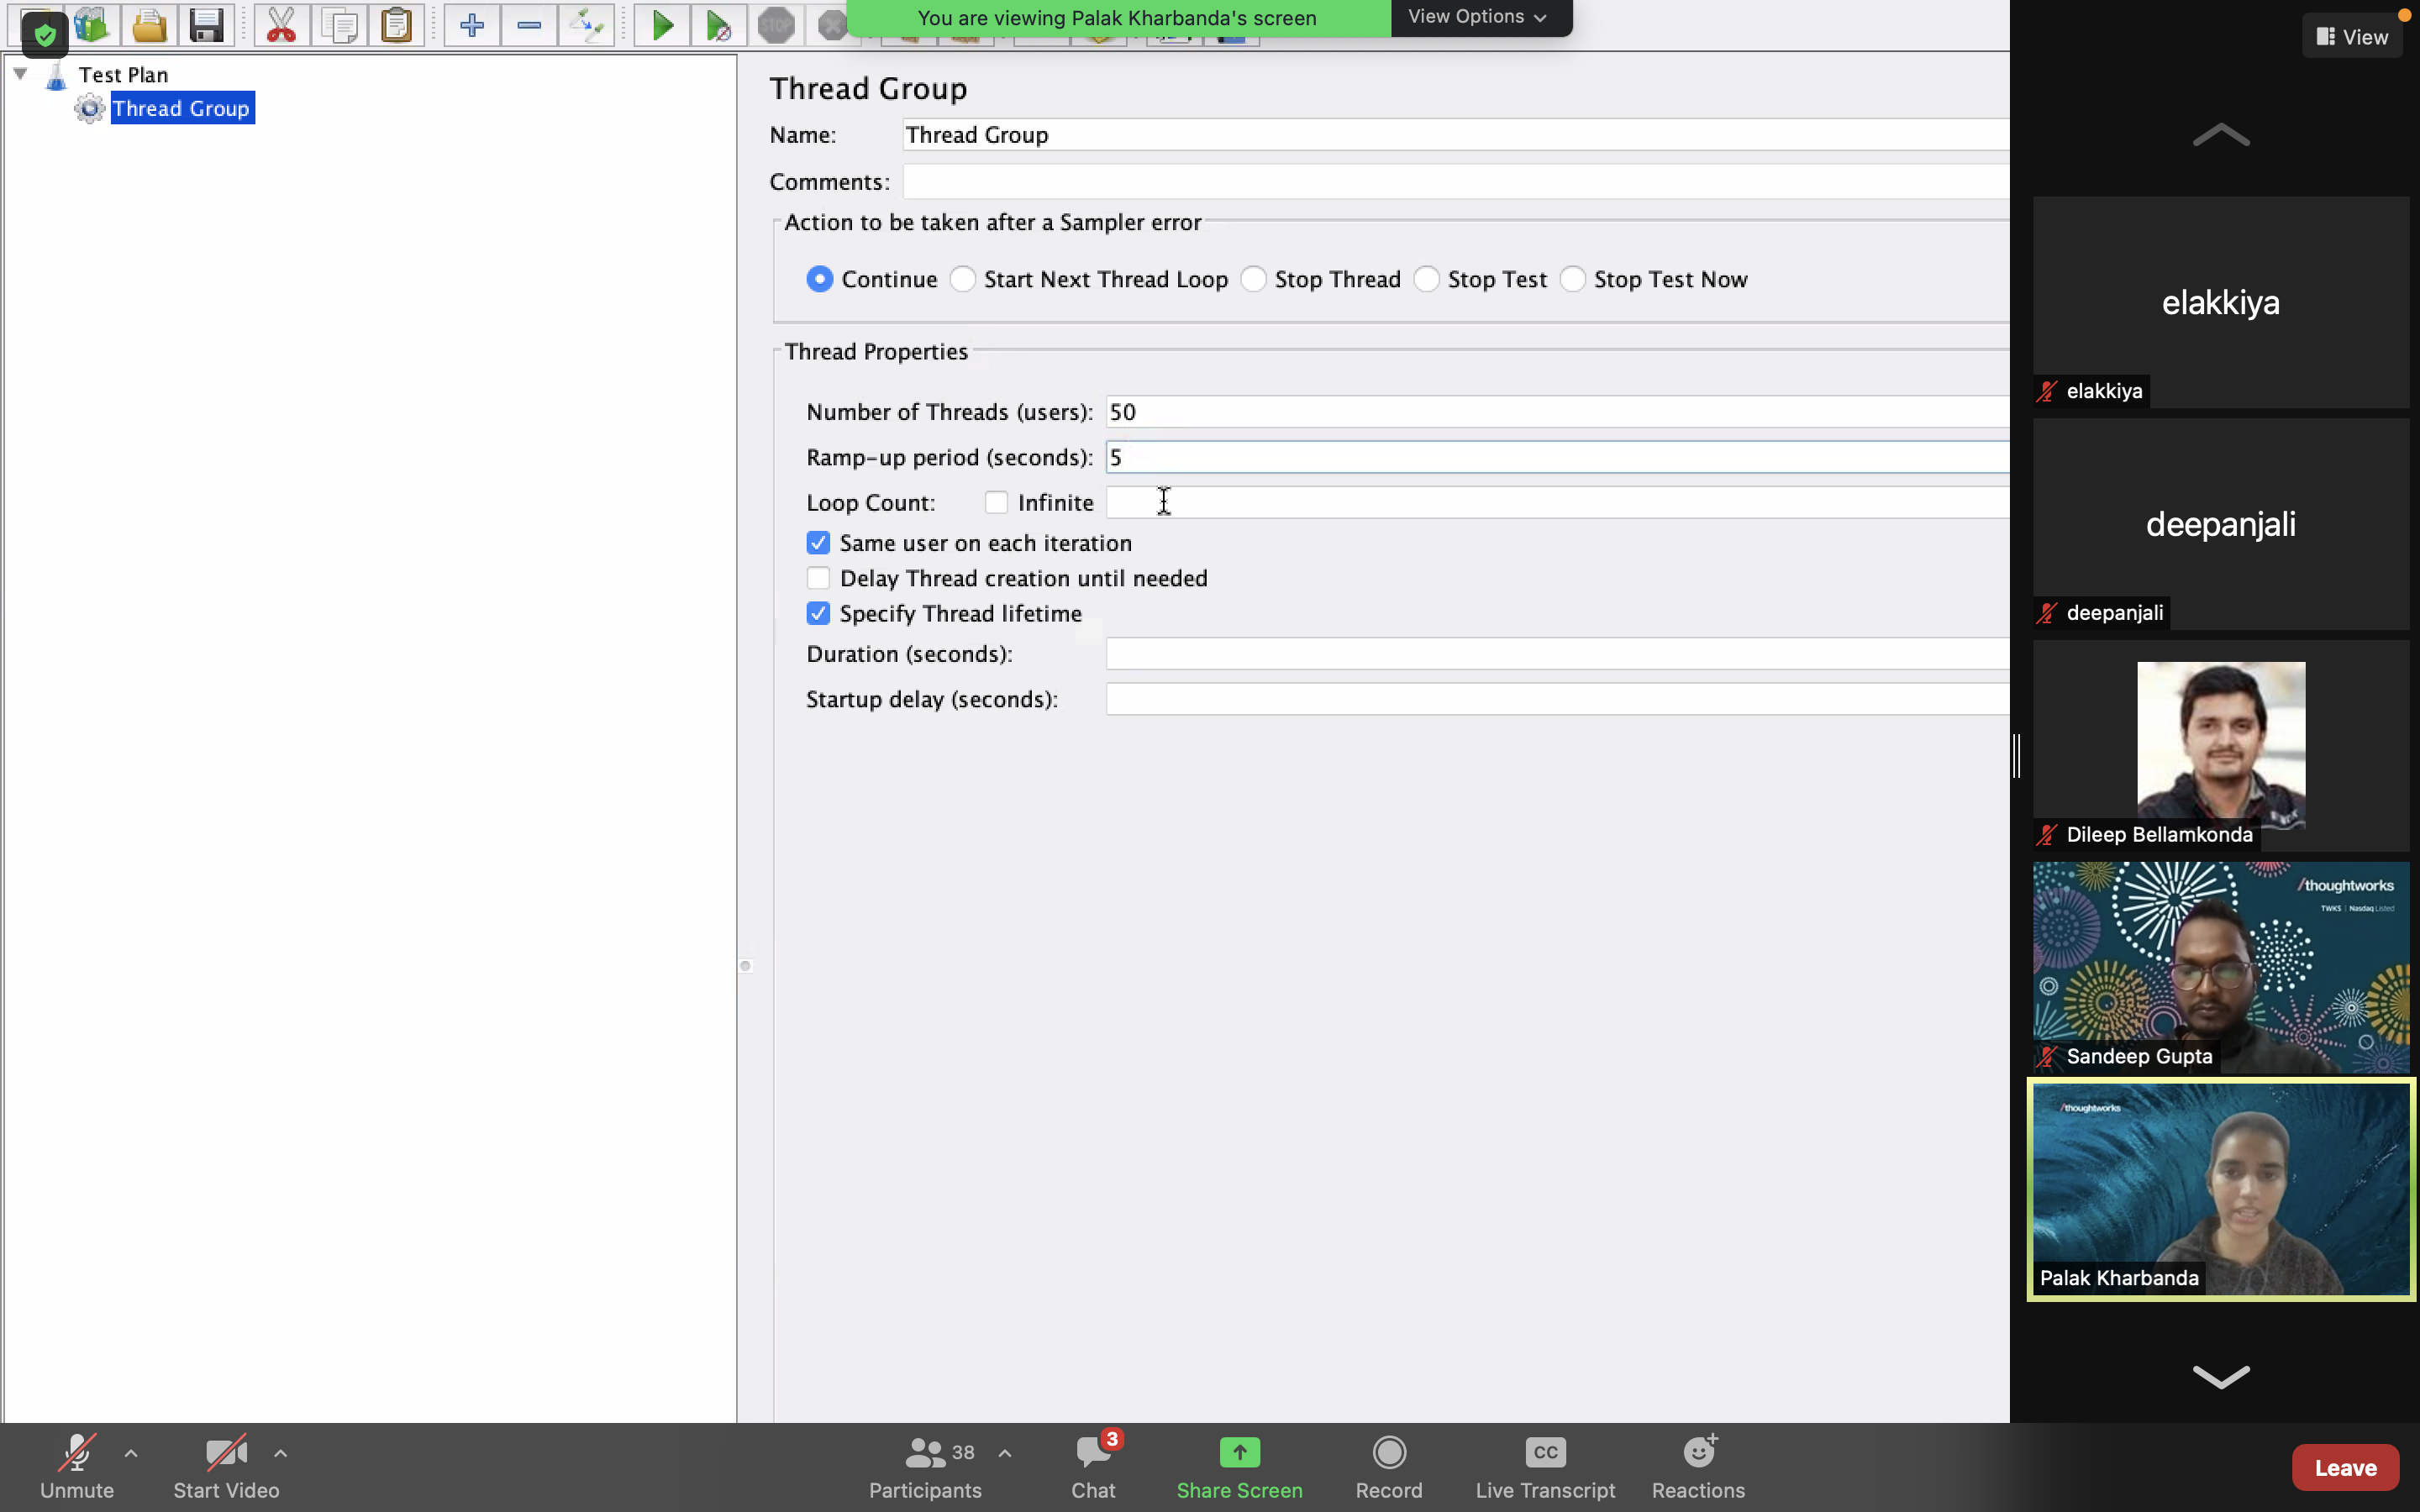 STOP
You are viewing Palak Kharbanda's screen
View Options
View
Test Plan
Thread Group
Thread Group
Name: Thread Group
Comments:
Action to be taken after a Sampler error
Continue Start Next Thread Loop Stop Thread Stop Test Stop Test Now
Thread Properties
Number of Threads (users): 50
Ramp-up period (seconds): 5
Loop Count: Infinite
Same user on each iteration
Delay Thread creation until needed
Specify Thread lifetime
Duration (seconds):
Startup delay (seconds):
elakkiya
elakkiya
deepanjali
deepanjali
Dileep Bellamkonda
/thoughtworks
TWKS | Nasdaq Listed
Sandeep Gupta
/thoughtworks
Palak Kharbanda
Unmute
Start Video
38
Participants
3
Chat
Share Screen
Record
CC
Live Transcript
Reactions
Leave